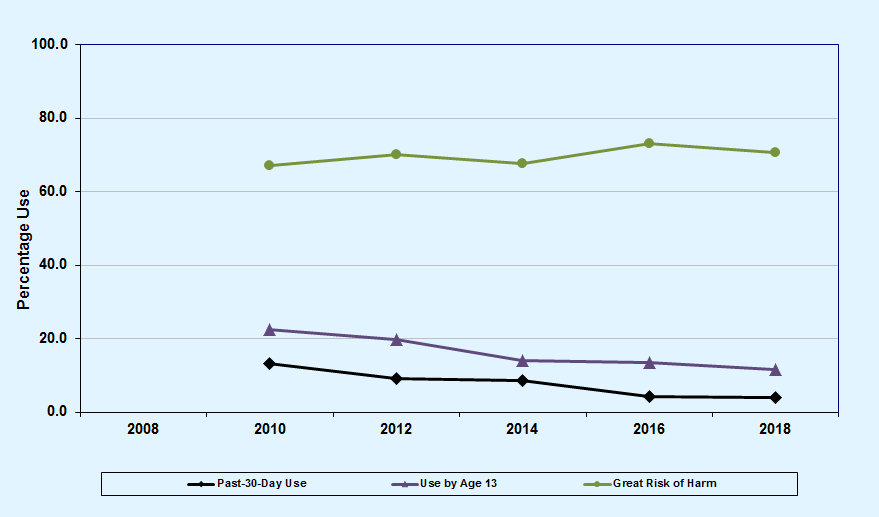 100.0
80.0
60.0
40.0
20.0
0.0
Percentage Use
2008 2010 2012 2014 2016 2018
Past-30-Day Use Use by Age 13 Great Risk of Harm